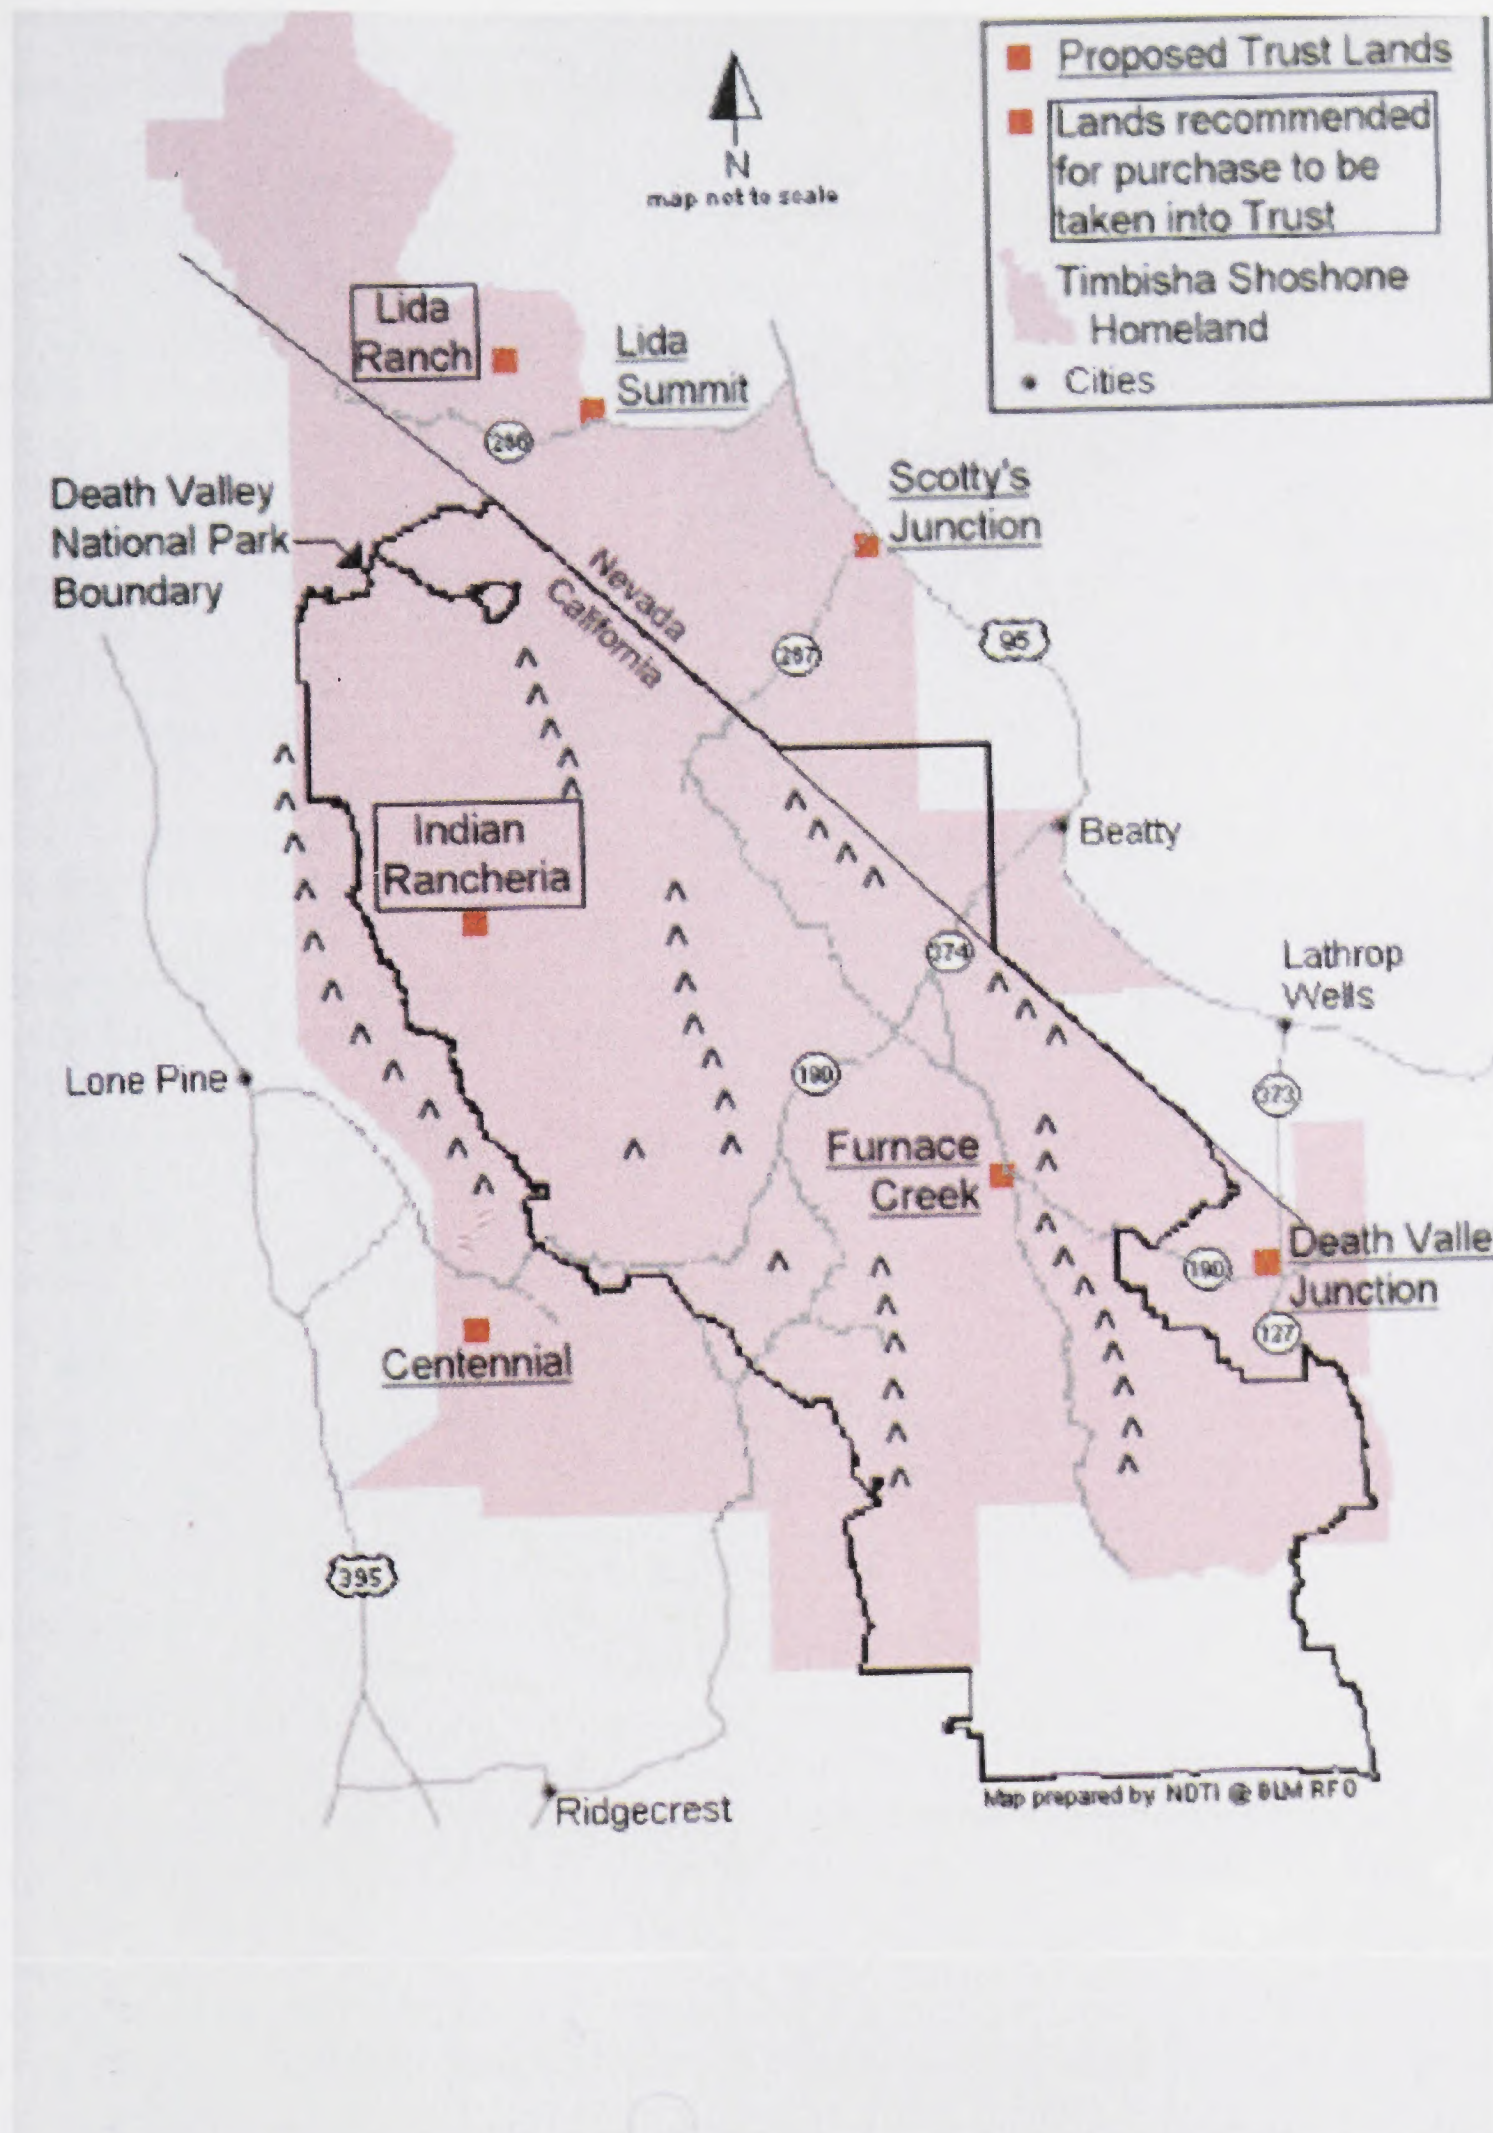 Proposed Trust Lands
Lands recommended
for purchase to be
taken into Trust
Timbisha Shoshone
Homeland
Cities
N
map not to scale
Lida
Ranch
Lida
Summit
266
Scotty's
Junction
Death Valley
National Park
Boundary
Nevada
California
267
95
Indian
Rancheria
Beatty
374
Lathrop
Wells
Lone Pine
190
373
Furnace
Creek
Death Valle
Junction
190
127
Centennial
395
Ridgecrest
Map prepared by NDTI @ BLM RFO